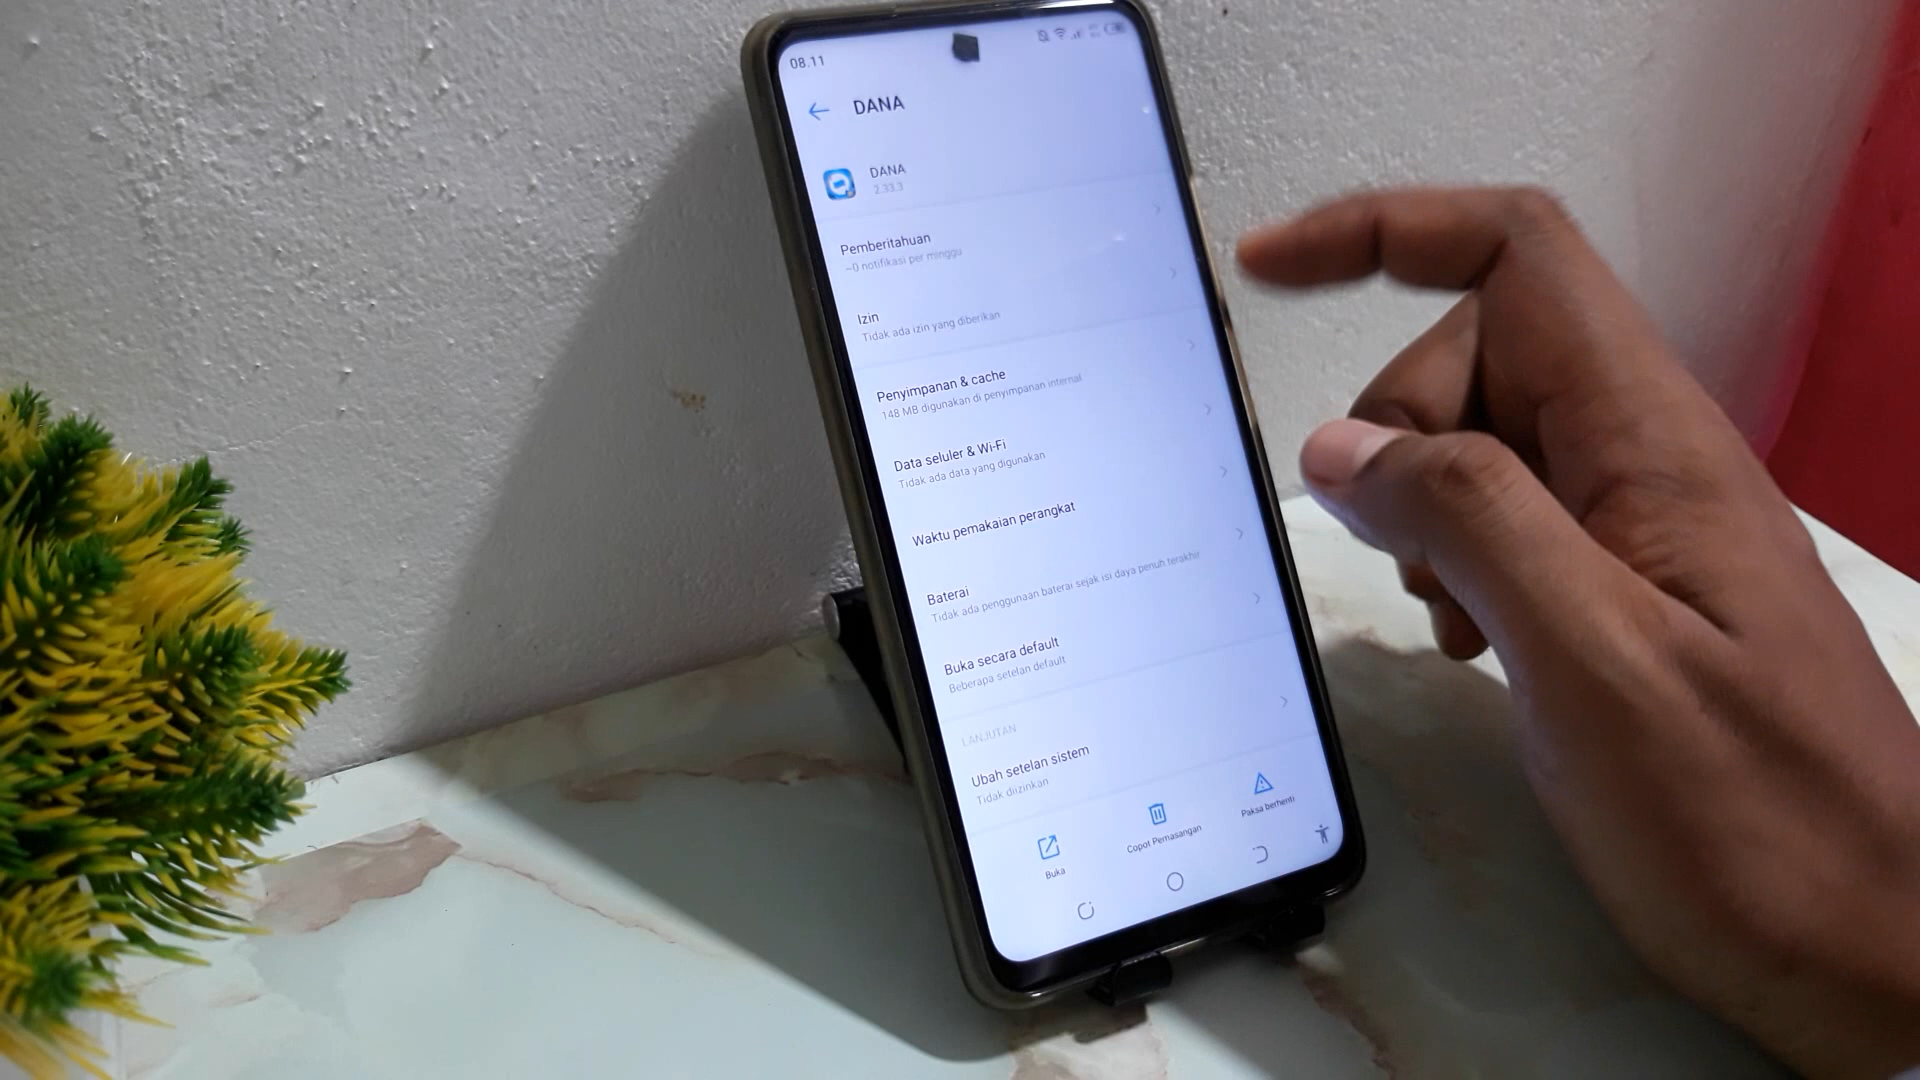 08.11
DANA
DANA
2.33.3
Pemberitahuan
~0 notifikasi per minggu
Izin
Tidak ada izin yang diberikan
Penyimpanan & cache
148 MB digunakan di penyimpanan internal
Data seluler & Wi-Fi
Tidak ada data yang digunakan
Waktu pemakaian perangkat
Baterai
Tidak ada penggunaan baterai sejak isi daya penuh terakhir
Buka secara default
Beberapa setelan default
LANJUTAN
Ubah setelan sistem
Tidak diizinkan
Buka
Copot Pemasangan
Paksa berhenti